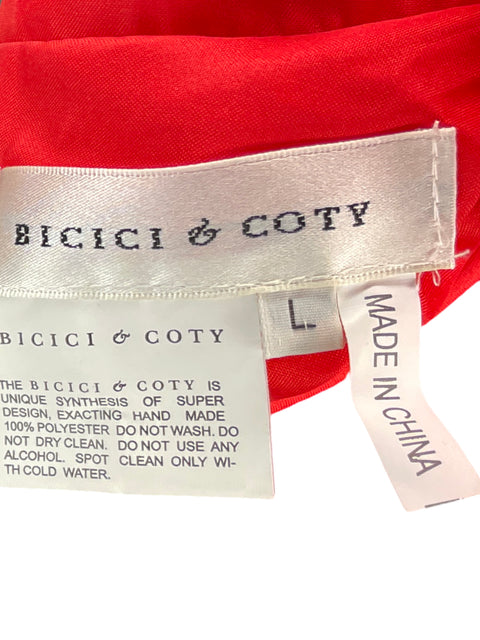 BICICI & COTY
L
MADE IN CHINA
BICICI & COTY
THE BICICI & COTY IS
UNIQUE SYNTHESIS OF SUPER
DESIGN, EXACTING HAND MADE
100% POLYESTER DO NOT WASH. DO
NOT DRY CLEAN. DO NOT USE ANY
ALCOHOL. SPOT CLEAN ONLY WI-
TH COLD WATER.